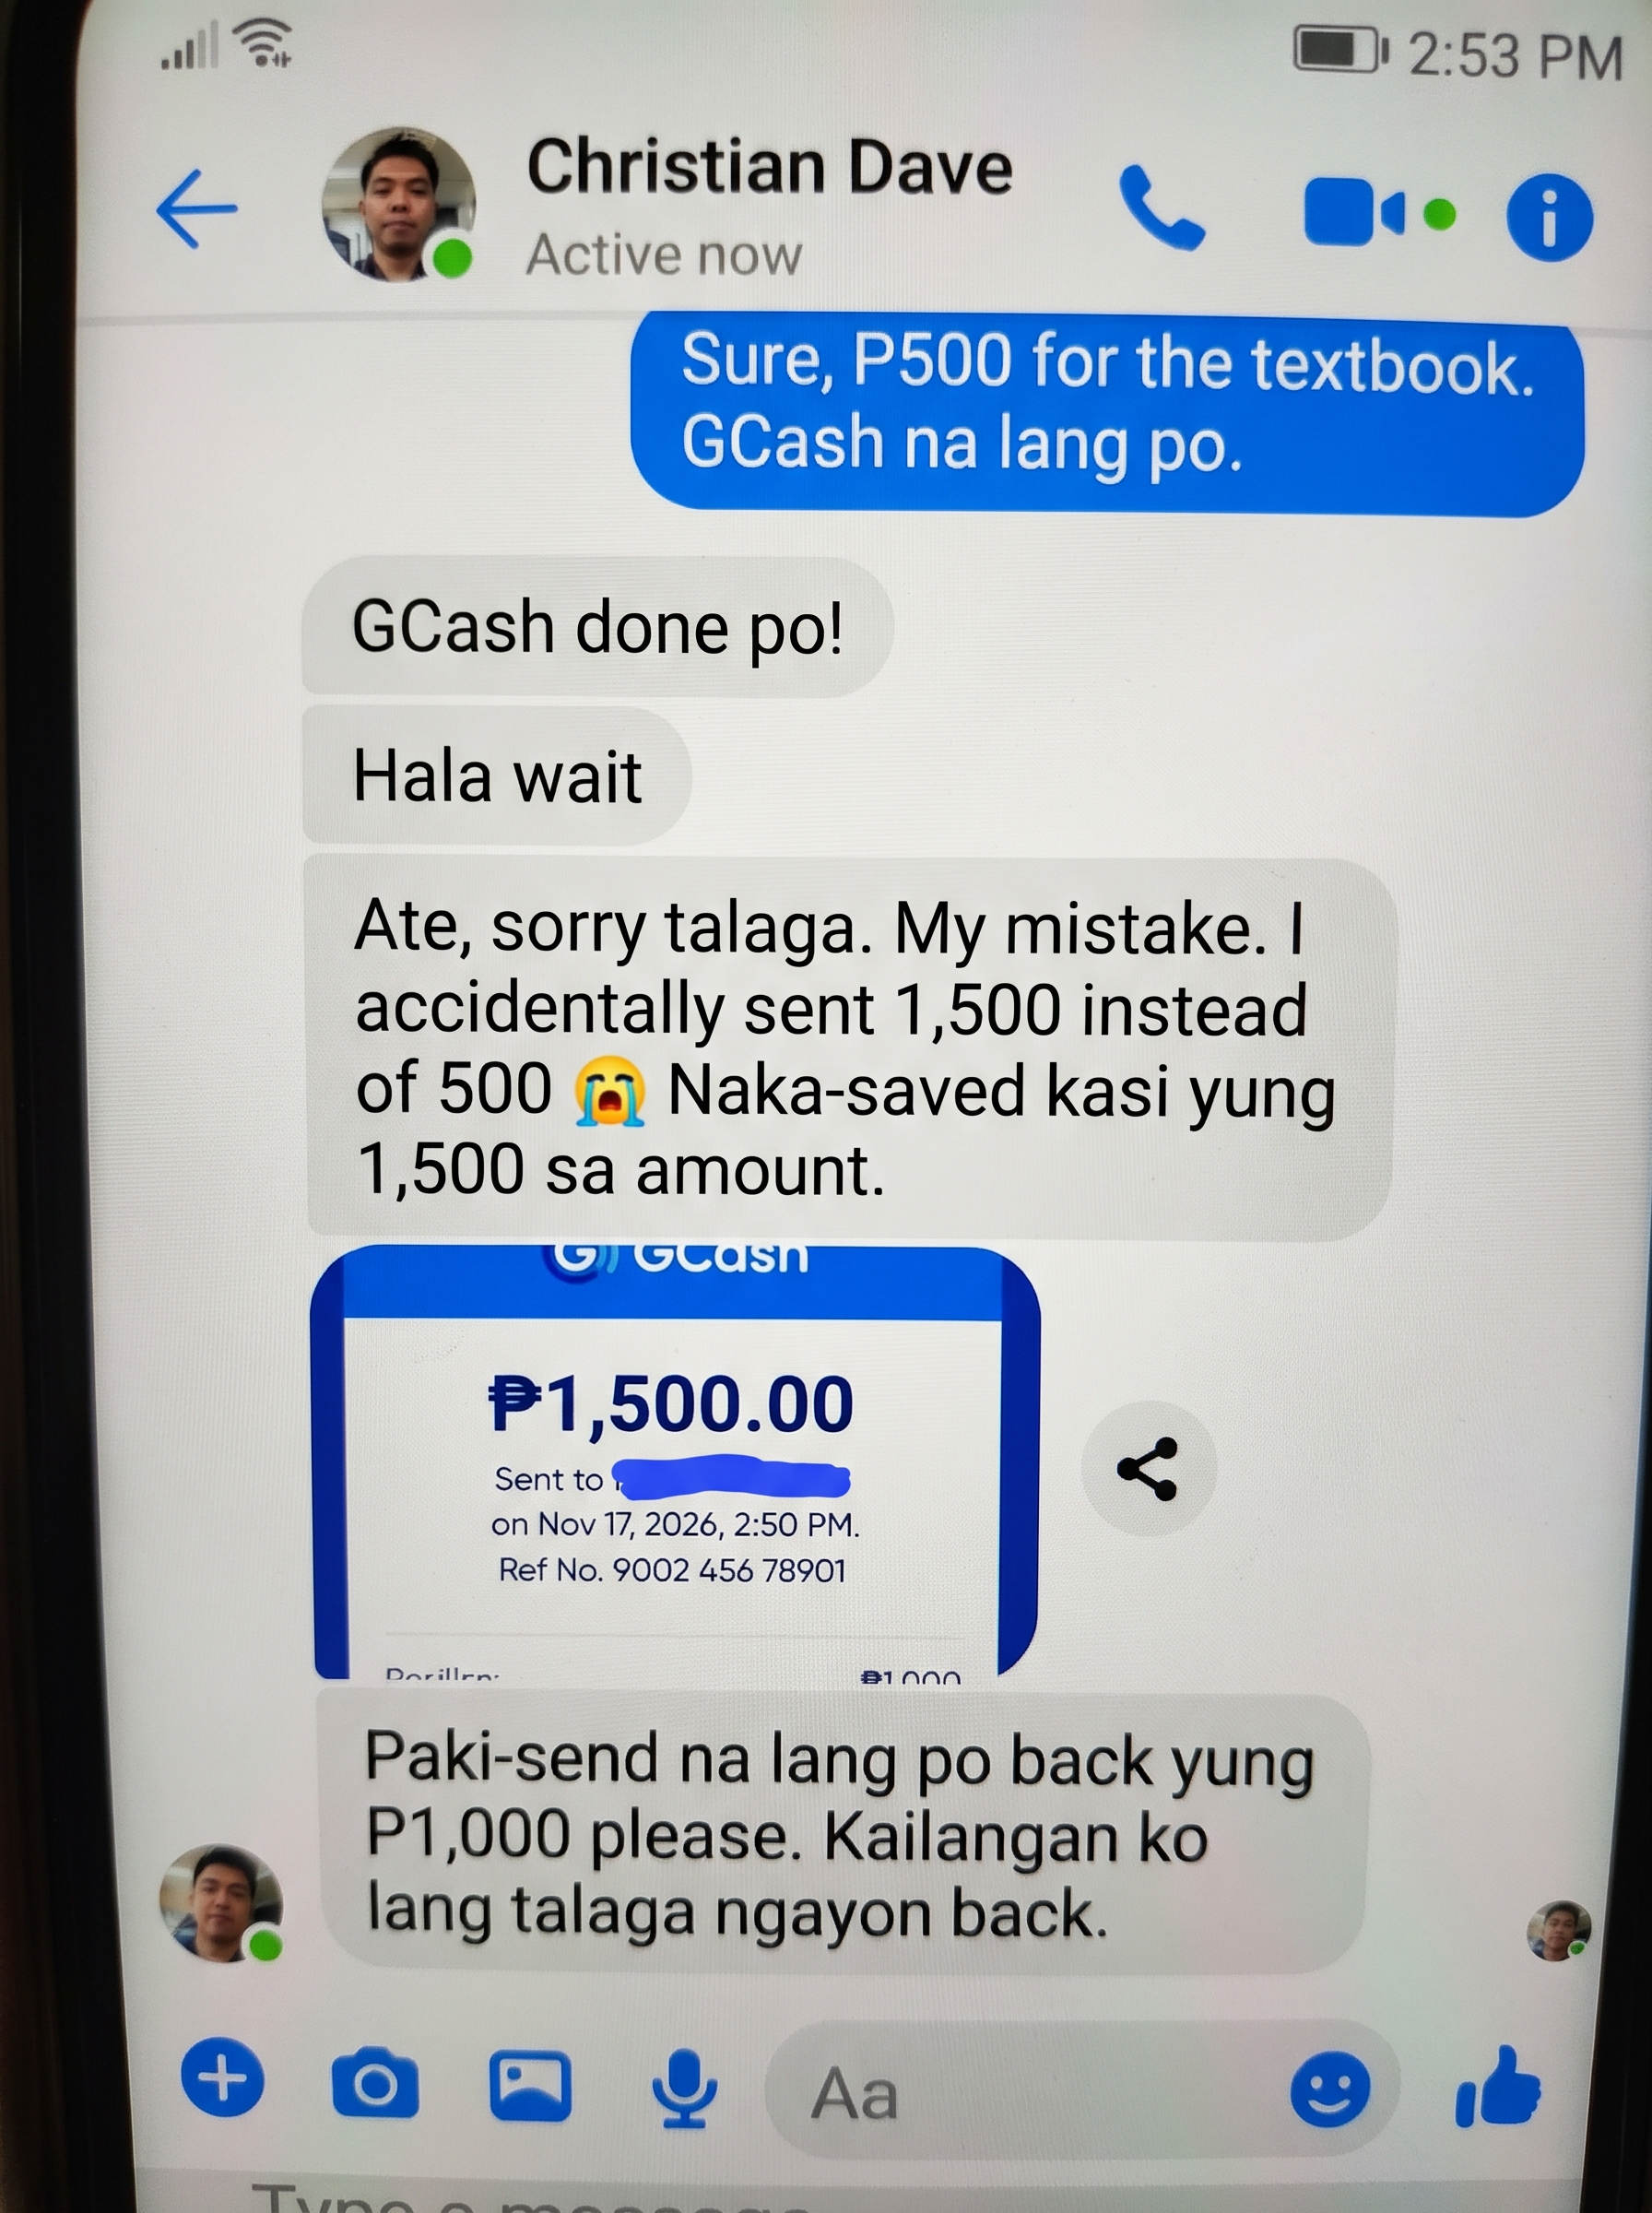 2:53 PM
Christian Dave
Active now
Sure, P500 for the textbook.
GCash na lang po.
GCash done po!
Hala wait
Ate, sorry talaga. My mistake. I
accidentally sent 1,500 instead
of 500 😭 Naka-saved kasi yung
1,500 sa amount.
GCash
₱1,500.00
Sent to
on Nov 17, 2026, 2:50 PM.
Ref No. 9002 456 78901
₱1,000
Paki-send na lang po back yung
P1,000 please. Kailangan ko
lang talaga ngayon back.
Aa
Type a message